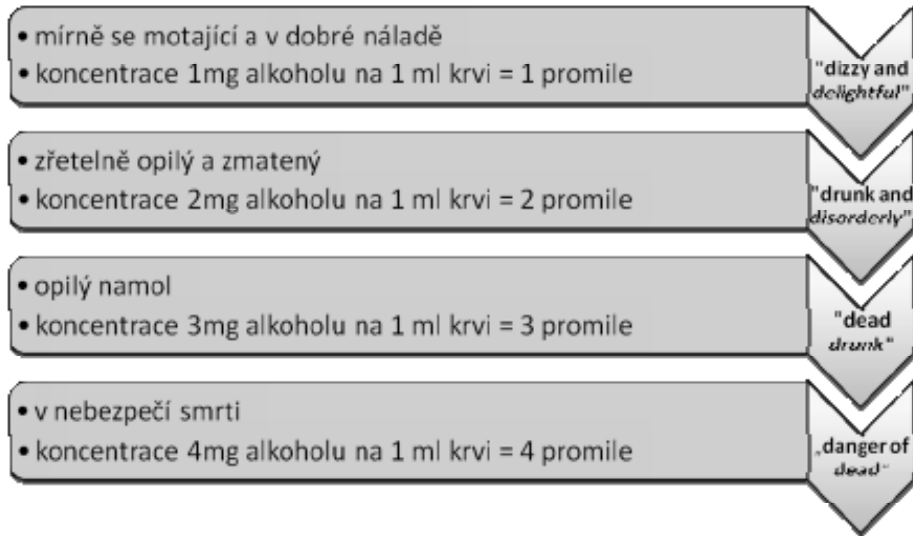 • mírně se motající a v dobré náladě
• koncentrace 1mg alkoholu na 1 ml krvi = 1 promile
"dizzy and
delightful"
• zřetelně opilý a zmatený
• koncentrace 2mg alkoholu na 1 ml krvi = 2 promile
"drunk and
disorderly"
• opilý namol
• koncentrace 3mg alkoholu na 1 ml krvi = 3 promile
"dead
drunk"
• v nebezpečí smrti
• koncentrace 4mg alkoholu na 1 ml krvi = 4 promile
„danger of
dead"